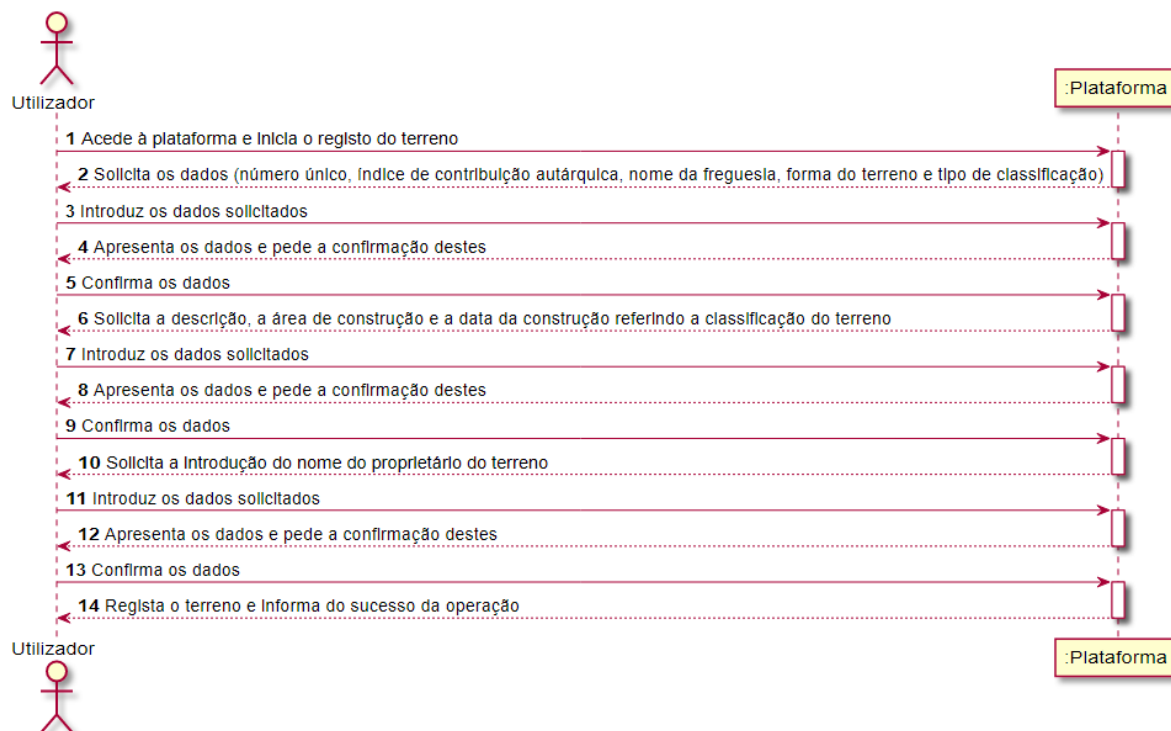 Utilizador
:Plataforma
1 Acede à plataforma e inicia o registo do terreno
2 Solicita os dados (número único, índice de contribuição autárquica, nome da freguesia, forma do terreno e tipo de classificação)
3 Introduz os dados solicitados
4 Apresenta os dados e pede a confirmação destes
5 Confirma os dados
6 Solicita a descrição, a área de construção e a data da construção referindo a classificação do terreno
7 Introduz os dados solicitados
8 Apresenta os dados e pede a confirmação destes
9 Confirma os dados
10 Solicita a introdução do nome do proprietário do terreno
11 Introduz os dados solicitados
12 Apresenta os dados e pede a confirmação destes
13 Confirma os dados
14 Regista o terreno e informa do sucesso da operação
Utilizador
:Plataforma